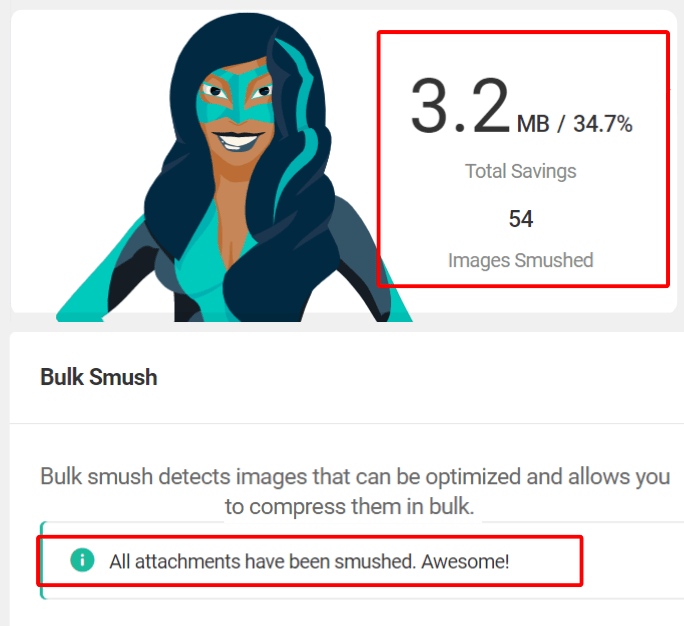 3.2 MB / 34.7%
Total Savings
54
Images Smushed
Bulk Smush
Bulk smush detects images that can be optimized and allows you
to compress them in bulk.
i All attachments have been smushed. Awesome!